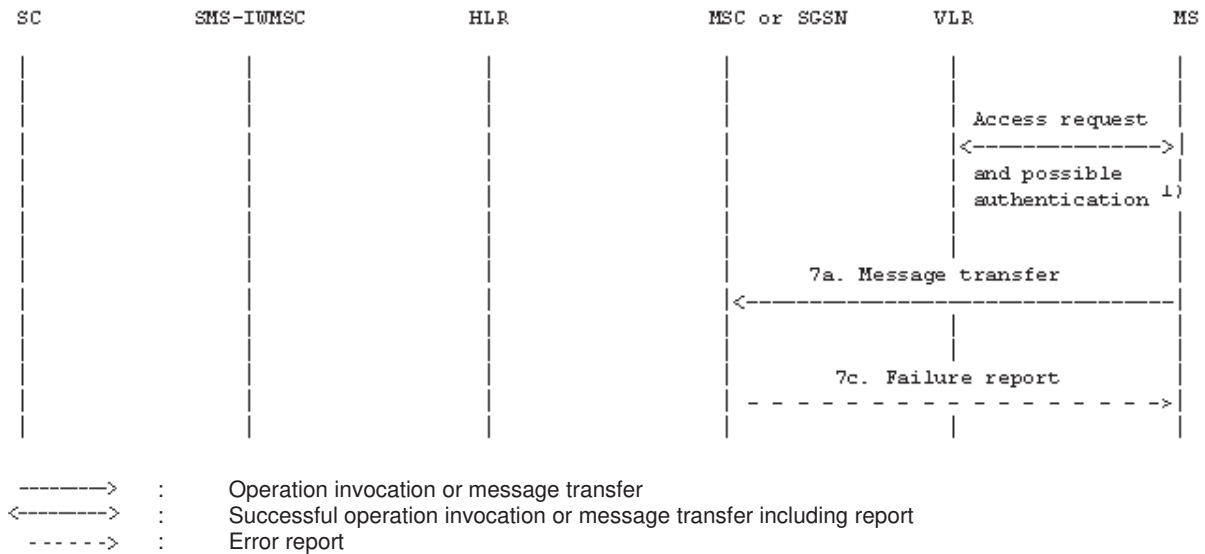 SC SMS-IWMSC HLR MSC or SGSN VLR MS
Access request
and possible
authentication 1)
7a. Message transfer
7c. Failure report
: Operation invocation or message transfer
: Successful operation invocation or message transfer including report
: Error report